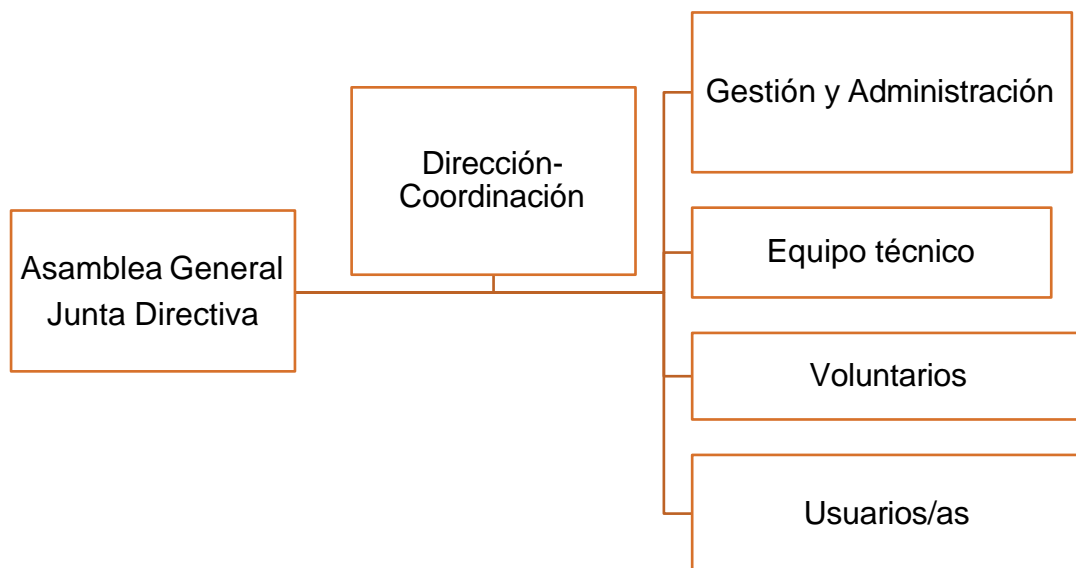 Asamblea General
Junta Directiva
Dirección-
Coordinación
Gestión y Administración
Equipo técnico
Voluntarios
Usuarios/as